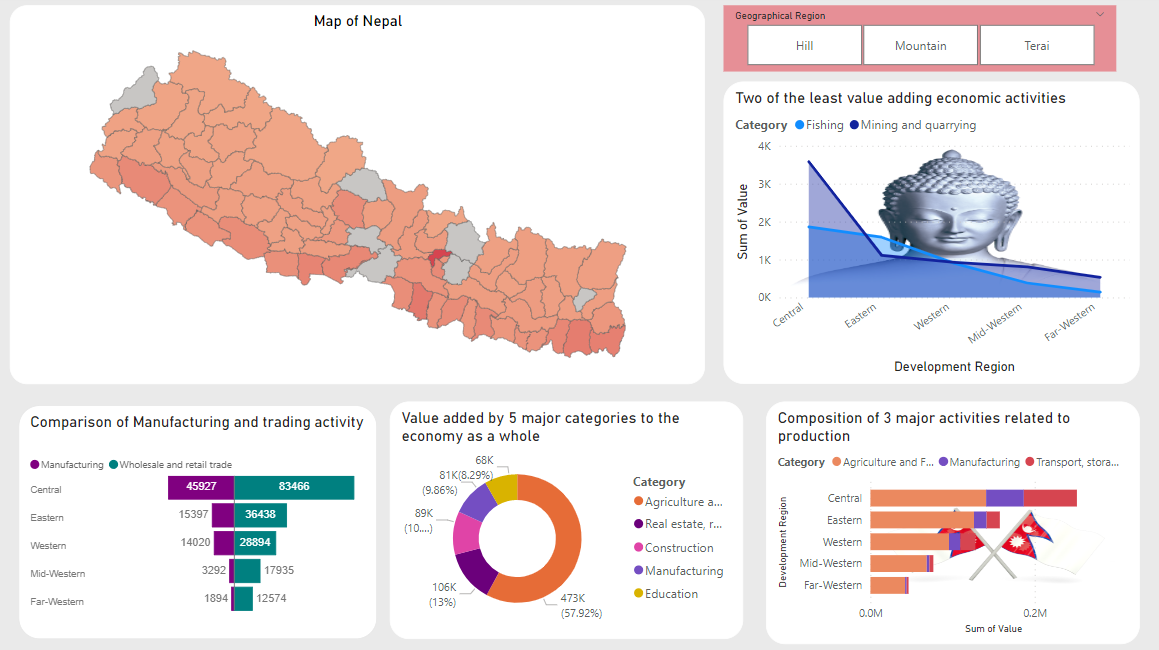 Map of Nepal
Geographical Region
Hill
Mountain
Terai
Two of the least value adding economic activities
Category Fishing Mining and quarrying
Sum of Value
4K
3K
2K
1K
0K
Central
Eastern
Western
Mid-Western
Far-Western
Development Region
Comparison of Manufacturing and trading activity
Manufacturing Wholesale and retail trade
Central 45927 83466
Eastern 15397 36438
Western 14020 28894
Mid-Western 3292 17935
Far-Western 1894 12574
Value added by 5 major categories to the
economy as a whole
68K
(8.29%)
81K
(9.86%)
89K
(10....)
106K
(13%)
473K
(57.92%)
Category
Agriculture a...
Real estate, r...
Construction
Manufacturing
Education
Composition of 3 major activities related to
production
Category Agriculture and F... Manufacturing Transport, stora...
Development Region
Central
Eastern
Western
Mid-Western
Far-Western
0.0M 0.2M
Sum of Value